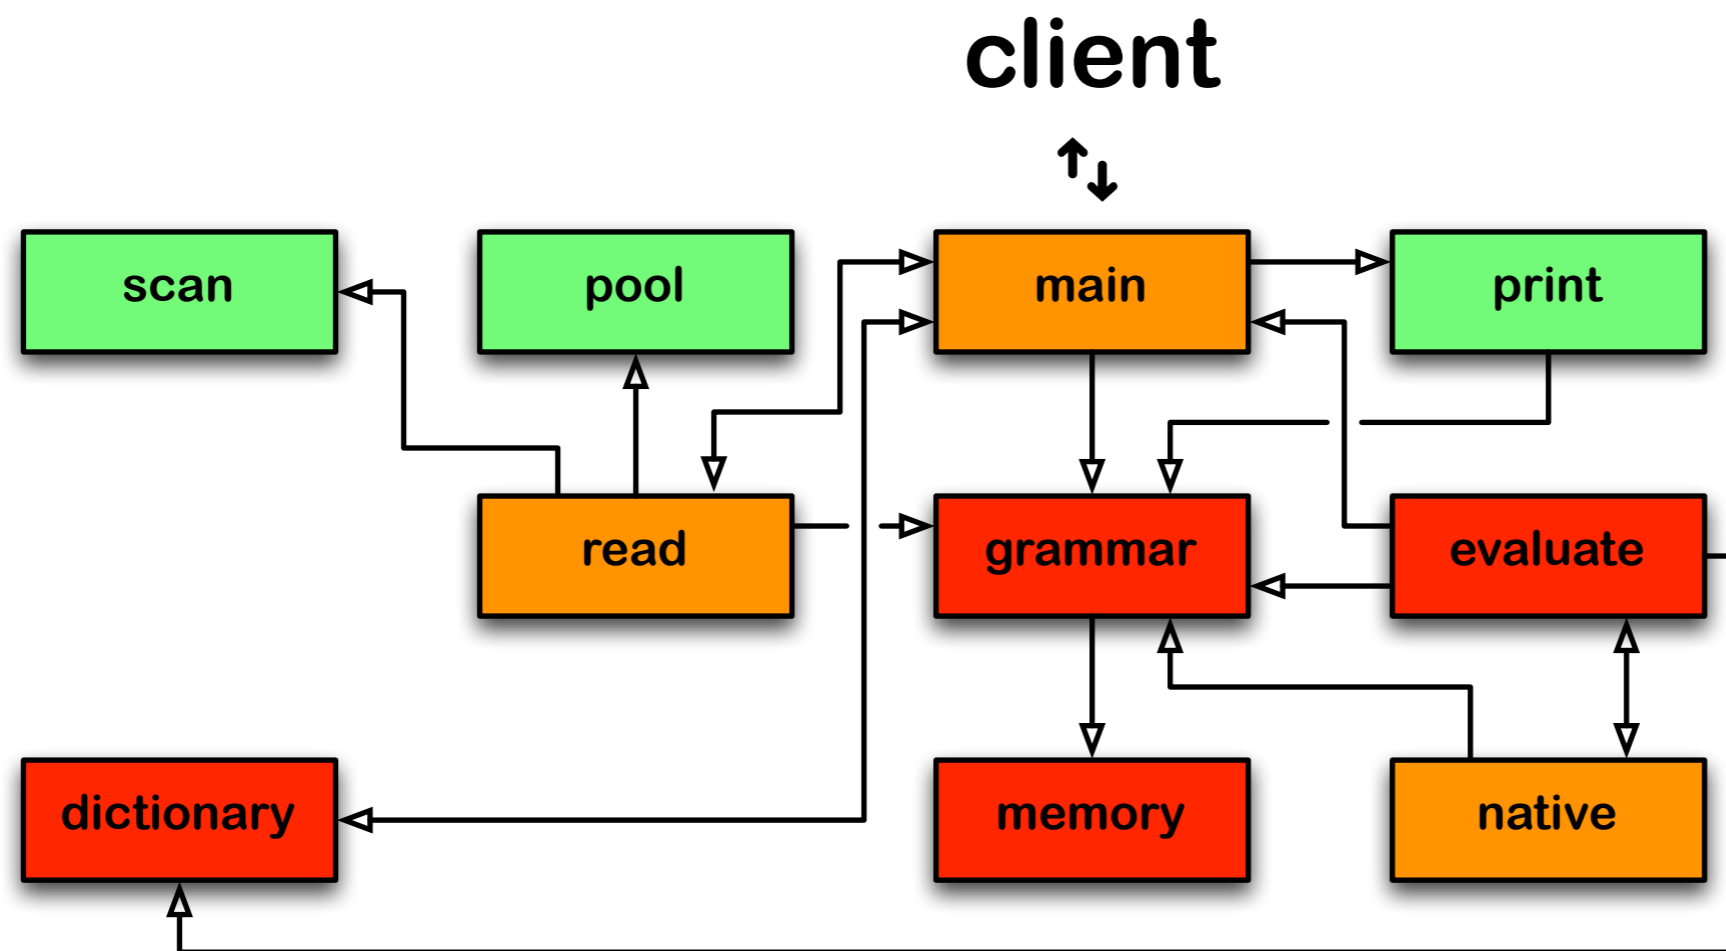 client
scan
pool
main
print
read
grammar
evaluate
dictionary
memory
native